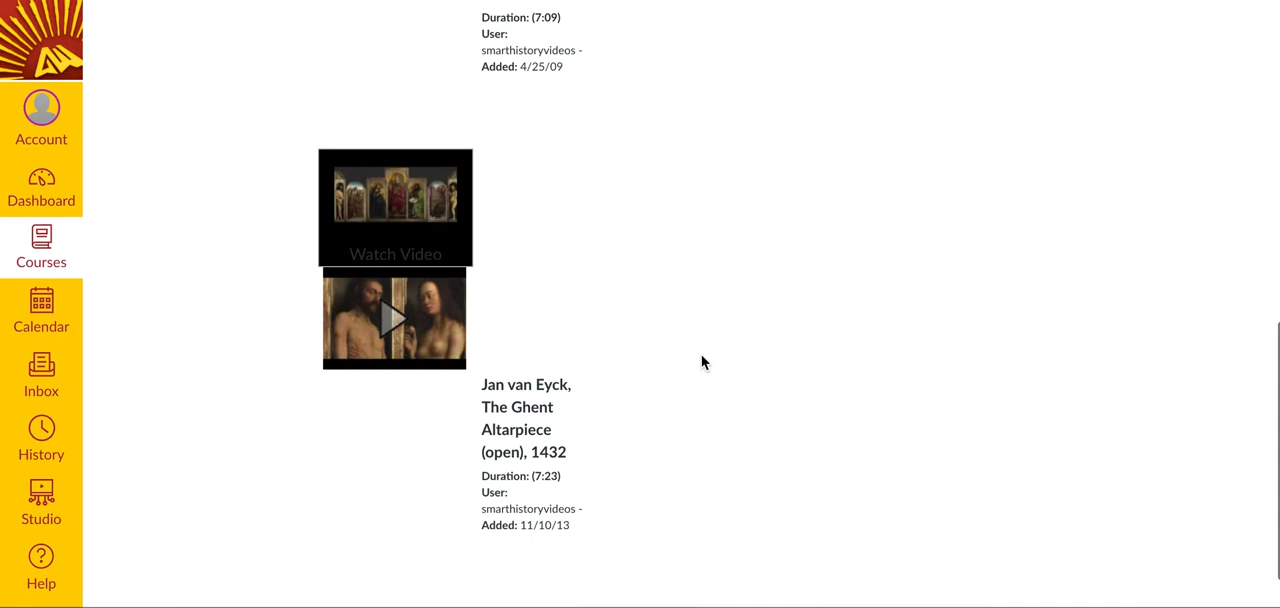 Duration: (7:09)
User:
smarthistoryvideos -
Added: 4/25/09
Account
Dashboard
Courses
Calendar
Inbox
History
Studio
Help
Watch Video
Jan van Eyck,
The Ghent
Altarpiece
(open), 1432
Duration: (7:23)
User:
smarthistoryvideos -
Added: 11/10/13